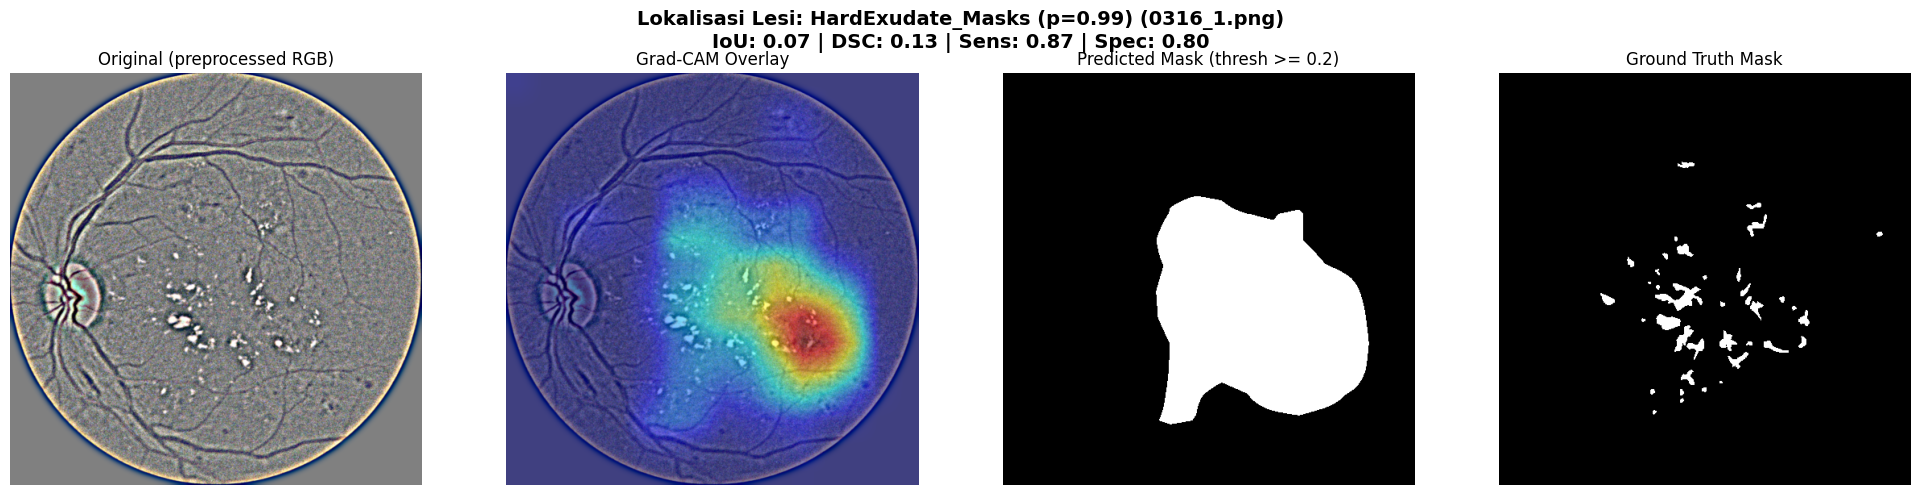 Lokalisasi Lesi: HardExudate_Masks (p=0.99) (0316_1.png)
IoU: 0.07 | DSC: 0.13 | Sens: 0.87 | Spec: 0.80
Original (preprocessed RGB)
Grad-CAM Overlay
Predicted Mask (thresh >= 0.2)
Ground Truth Mask